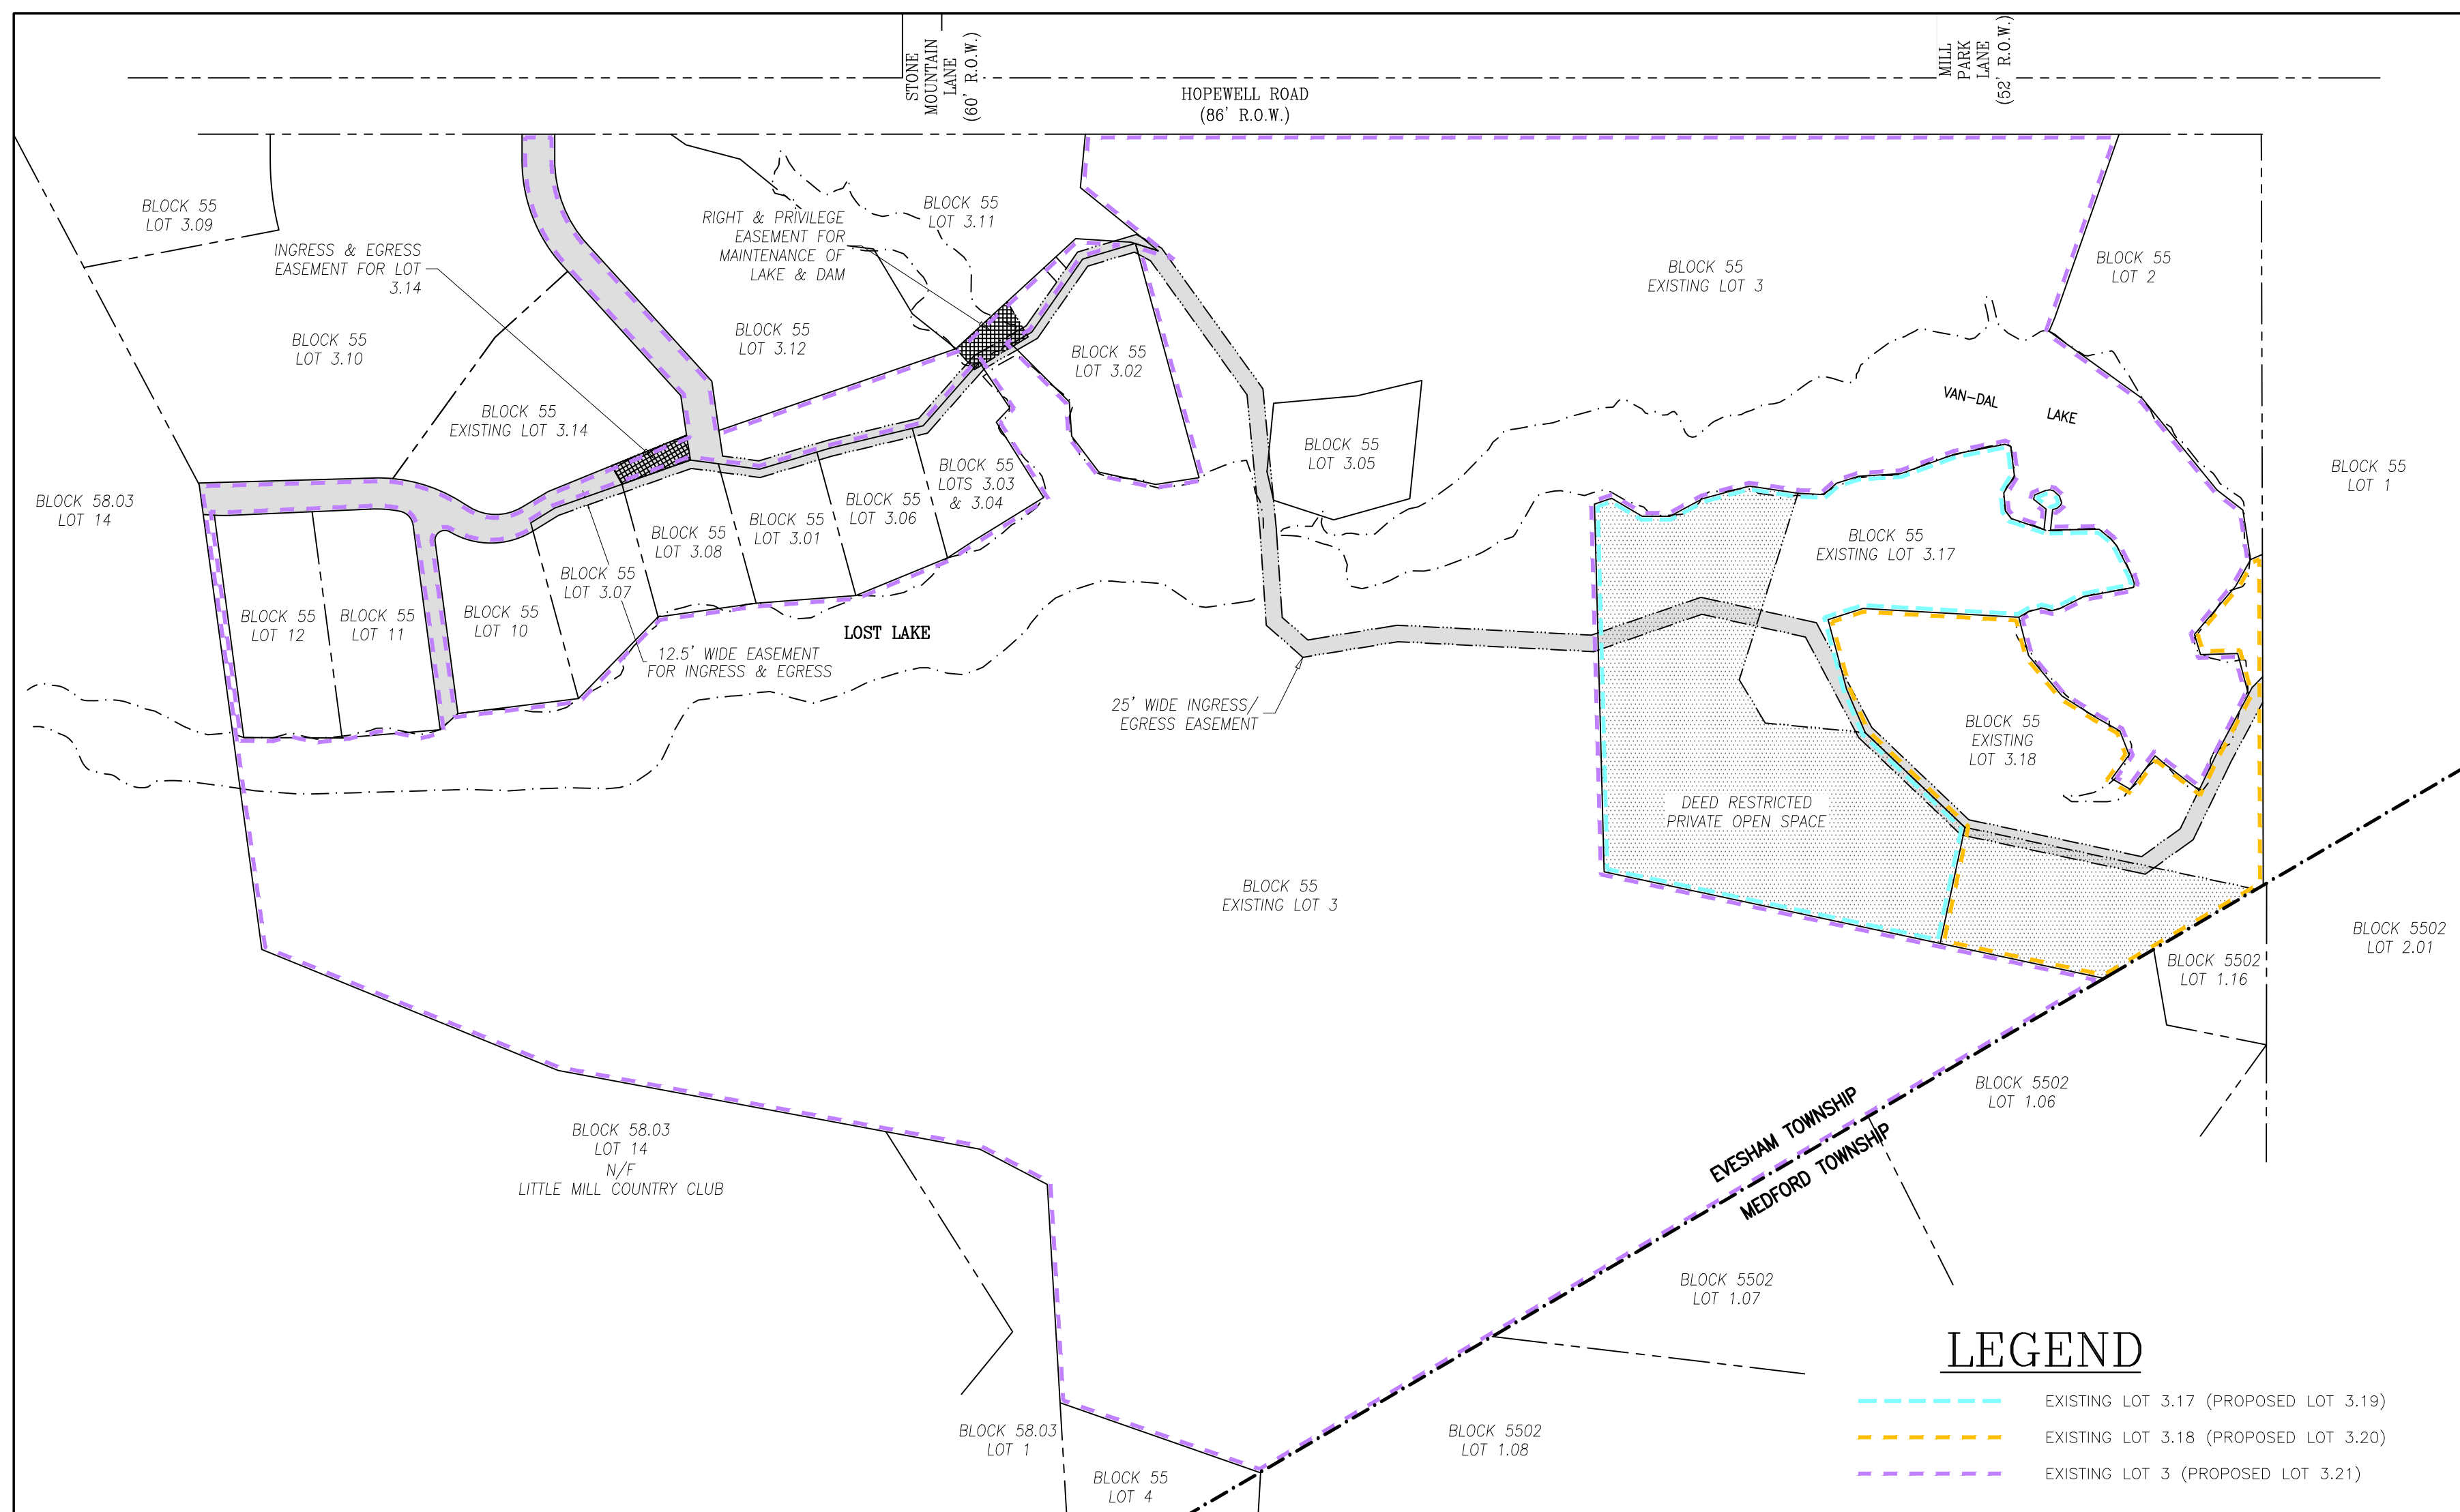 STONE
MOUNTAIN
LANE
(60' R.O.W.)
MILL
PARK
LANE
(52' R.O.W.)
HOPEWELL ROAD
(86' R.O.W.)
BLOCK 55
LOT 3.09
INGRESS & EGRESS
EASEMENT FOR LOT
3.14
RIGHT & PRIVILEGE
EASEMENT FOR
MAINTENANCE OF
LAKE & DAM
BLOCK 55
LOT 3.11
BLOCK 55
EXISTING LOT 3
BLOCK 55
LOT 2
BLOCK 55
LOT 3.10
BLOCK 55
LOT 3.12
BLOCK 55
LOT 3.02
BLOCK 55
EXISTING LOT 3.14
VAN-DAL LAKE
BLOCK 58.03
LOT 14
BLOCK 55
LOT 3.05
BLOCK 55
LOT 1
BLOCK 55
LOTS 3.03
& 3.04
BLOCK 55
LOT 3.06
BLOCK 55
LOT 3.01
BLOCK 55
LOT 3.08
BLOCK 55
LOT 3.07
BLOCK 55
EXISTING LOT 3.17
BLOCK 55
LOT 12
BLOCK 55
LOT 11
BLOCK 55
LOT 10
LOST LAKE
12.5' WIDE EASEMENT
FOR INGRESS & EGRESS
25' WIDE INGRESS/
EGRESS EASEMENT
BLOCK 55
EXISTING
LOT 3.18
DEED RESTRICTED
PRIVATE OPEN SPACE
BLOCK 55
EXISTING LOT 3
BLOCK 5502
LOT 2.01
BLOCK 5502
LOT 1.16
BLOCK 5502
LOT 1.06
EVESHAM TOWNSHIP
MEDFORD TOWNSHIP
BLOCK 58.03
LOT 14
N/F
LITTLE MILL COUNTRY CLUB
BLOCK 5502
LOT 1.07
BLOCK 58.03
LOT 1
BLOCK 5502
LOT 1.08
BLOCK 55
LOT 4
LEGEND
EXISTING LOT 3.17 (PROPOSED LOT 3.19)
EXISTING LOT 3.18 (PROPOSED LOT 3.20)
EXISTING LOT 3 (PROPOSED LOT 3.21)